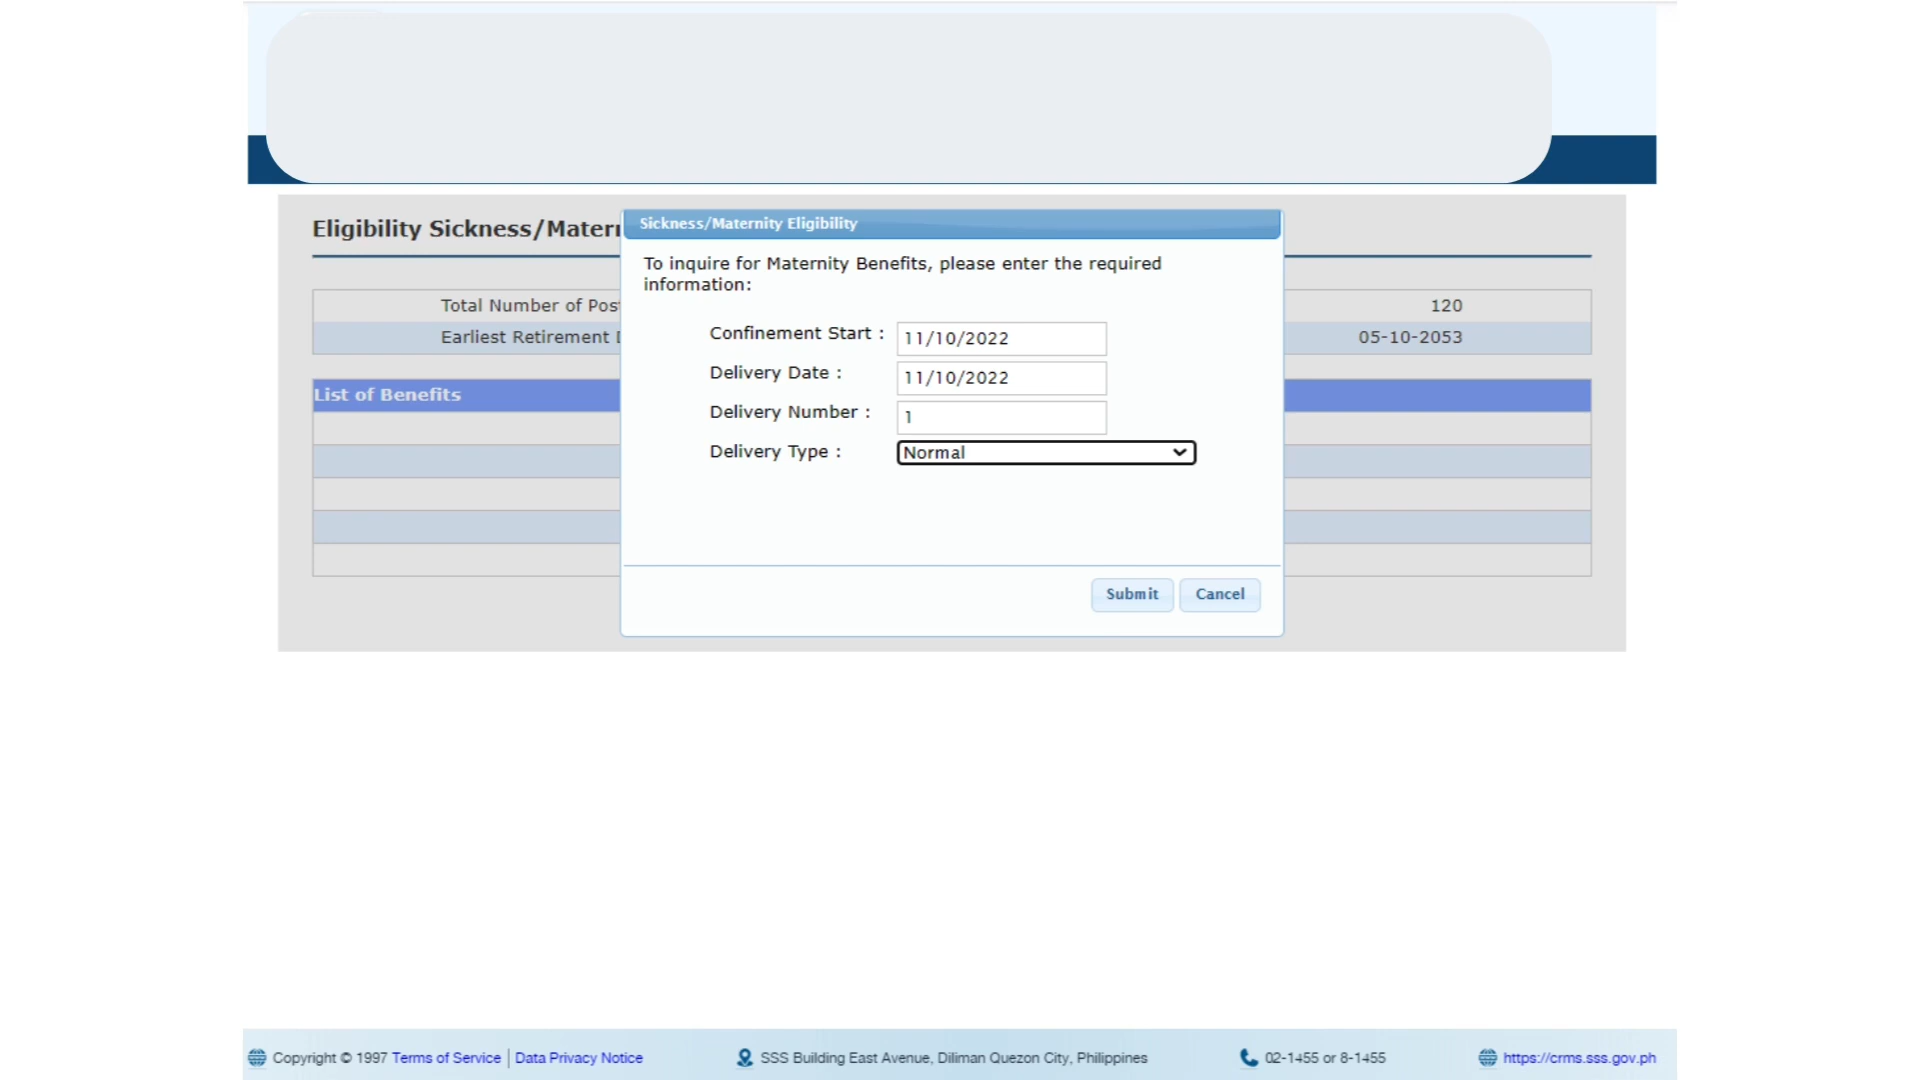 Eligibility Sickness/Matern
Sickness/Maternity Eligibility
To inquire for Maternity Benefits, please enter the required
information:
Total Number of Pos 120
Earliest Retirement 05-10-2053
List of Benefits
Confinement Start : 11/10/2022
Delivery Date : 11/10/2022
Delivery Number : 1
Delivery Type : Normal
Submit Cancel
Copyright © 1997 Terms of Service | Data Privacy Notice SSS Building East Avenue, Diliman Quezon City, Philippines 02-1455 or 8-1455 https://crms.sss.gov.ph